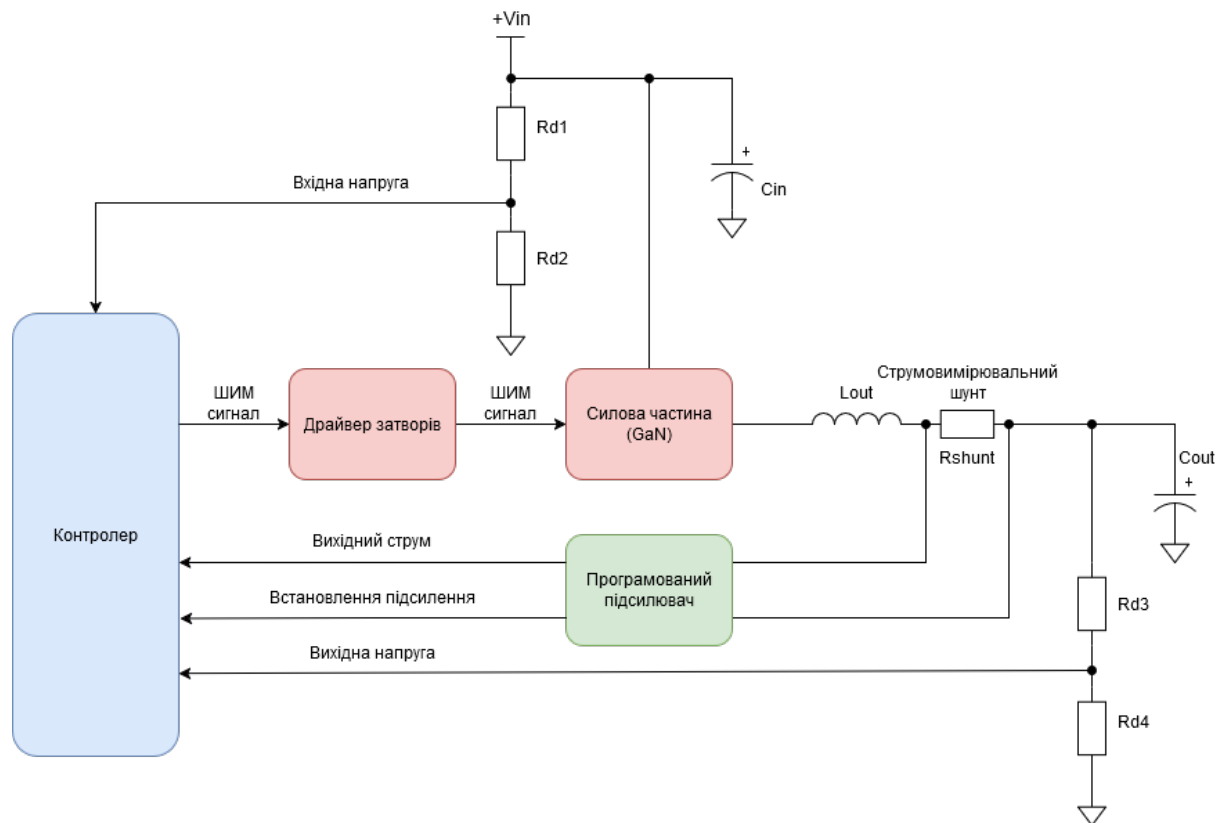 +Vin
Rd1
Cin
+
Вхідна напруга
Rd2
ШИМ
сигнал
Драйвер затворів
ШИМ
сигнал
Силова частина
(GaN)
Lout
Струмовимірювальний
шунт
Rshunt
Cout
+
Контролер
Вихідний струм
Програмований
підсилювач
Встановлення підсилення
Вихідна напруга
Rd3
Rd4